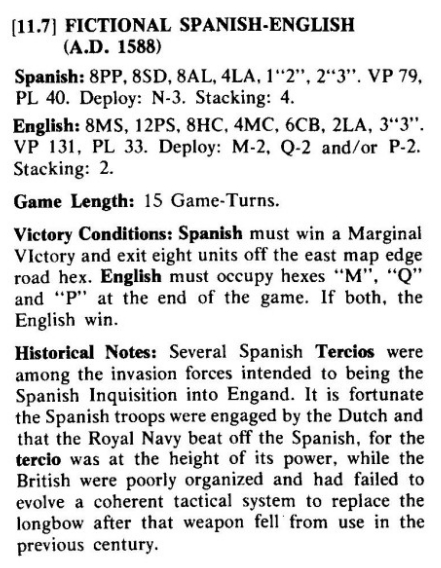 [11.7] FICTIONAL SPANISH-ENGLISH
(A.D. 1588)
Spanish: 8PP, 8SD, 8AL, 4LA, 1“2”, 2“3”. VP 79,
PL 40. Deploy: N-3. Stacking: 4.
English: 8MS, 12PS, 8HC, 4MC, 6CB, 2LA, 3“3”.
VP 131, PL 33. Deploy: M-2, Q-2 and/or P-2.
Stacking: 2.
Game Length: 15 Game-Turns.
Victory Conditions: Spanish must win a Marginal
VIctory and exit eight units off the east map edge
road hex. English must occupy hexes “M”, “Q”
and “P” at the end of the game. If both, the
English win.
Historical Notes: Several Spanish Tercios were
among the invasion forces intended to being the
Spanish Inquisition into Engand. It is fortunate
the Spanish troops were engaged by the Dutch and
that the Royal Navy beat off the Spanish, for the
tercio was at the height of its power, while the
British were poorly organized and had failed to
evolve a coherent tactical system to replace the
longbow after that weapon fell from use in the
previous century.